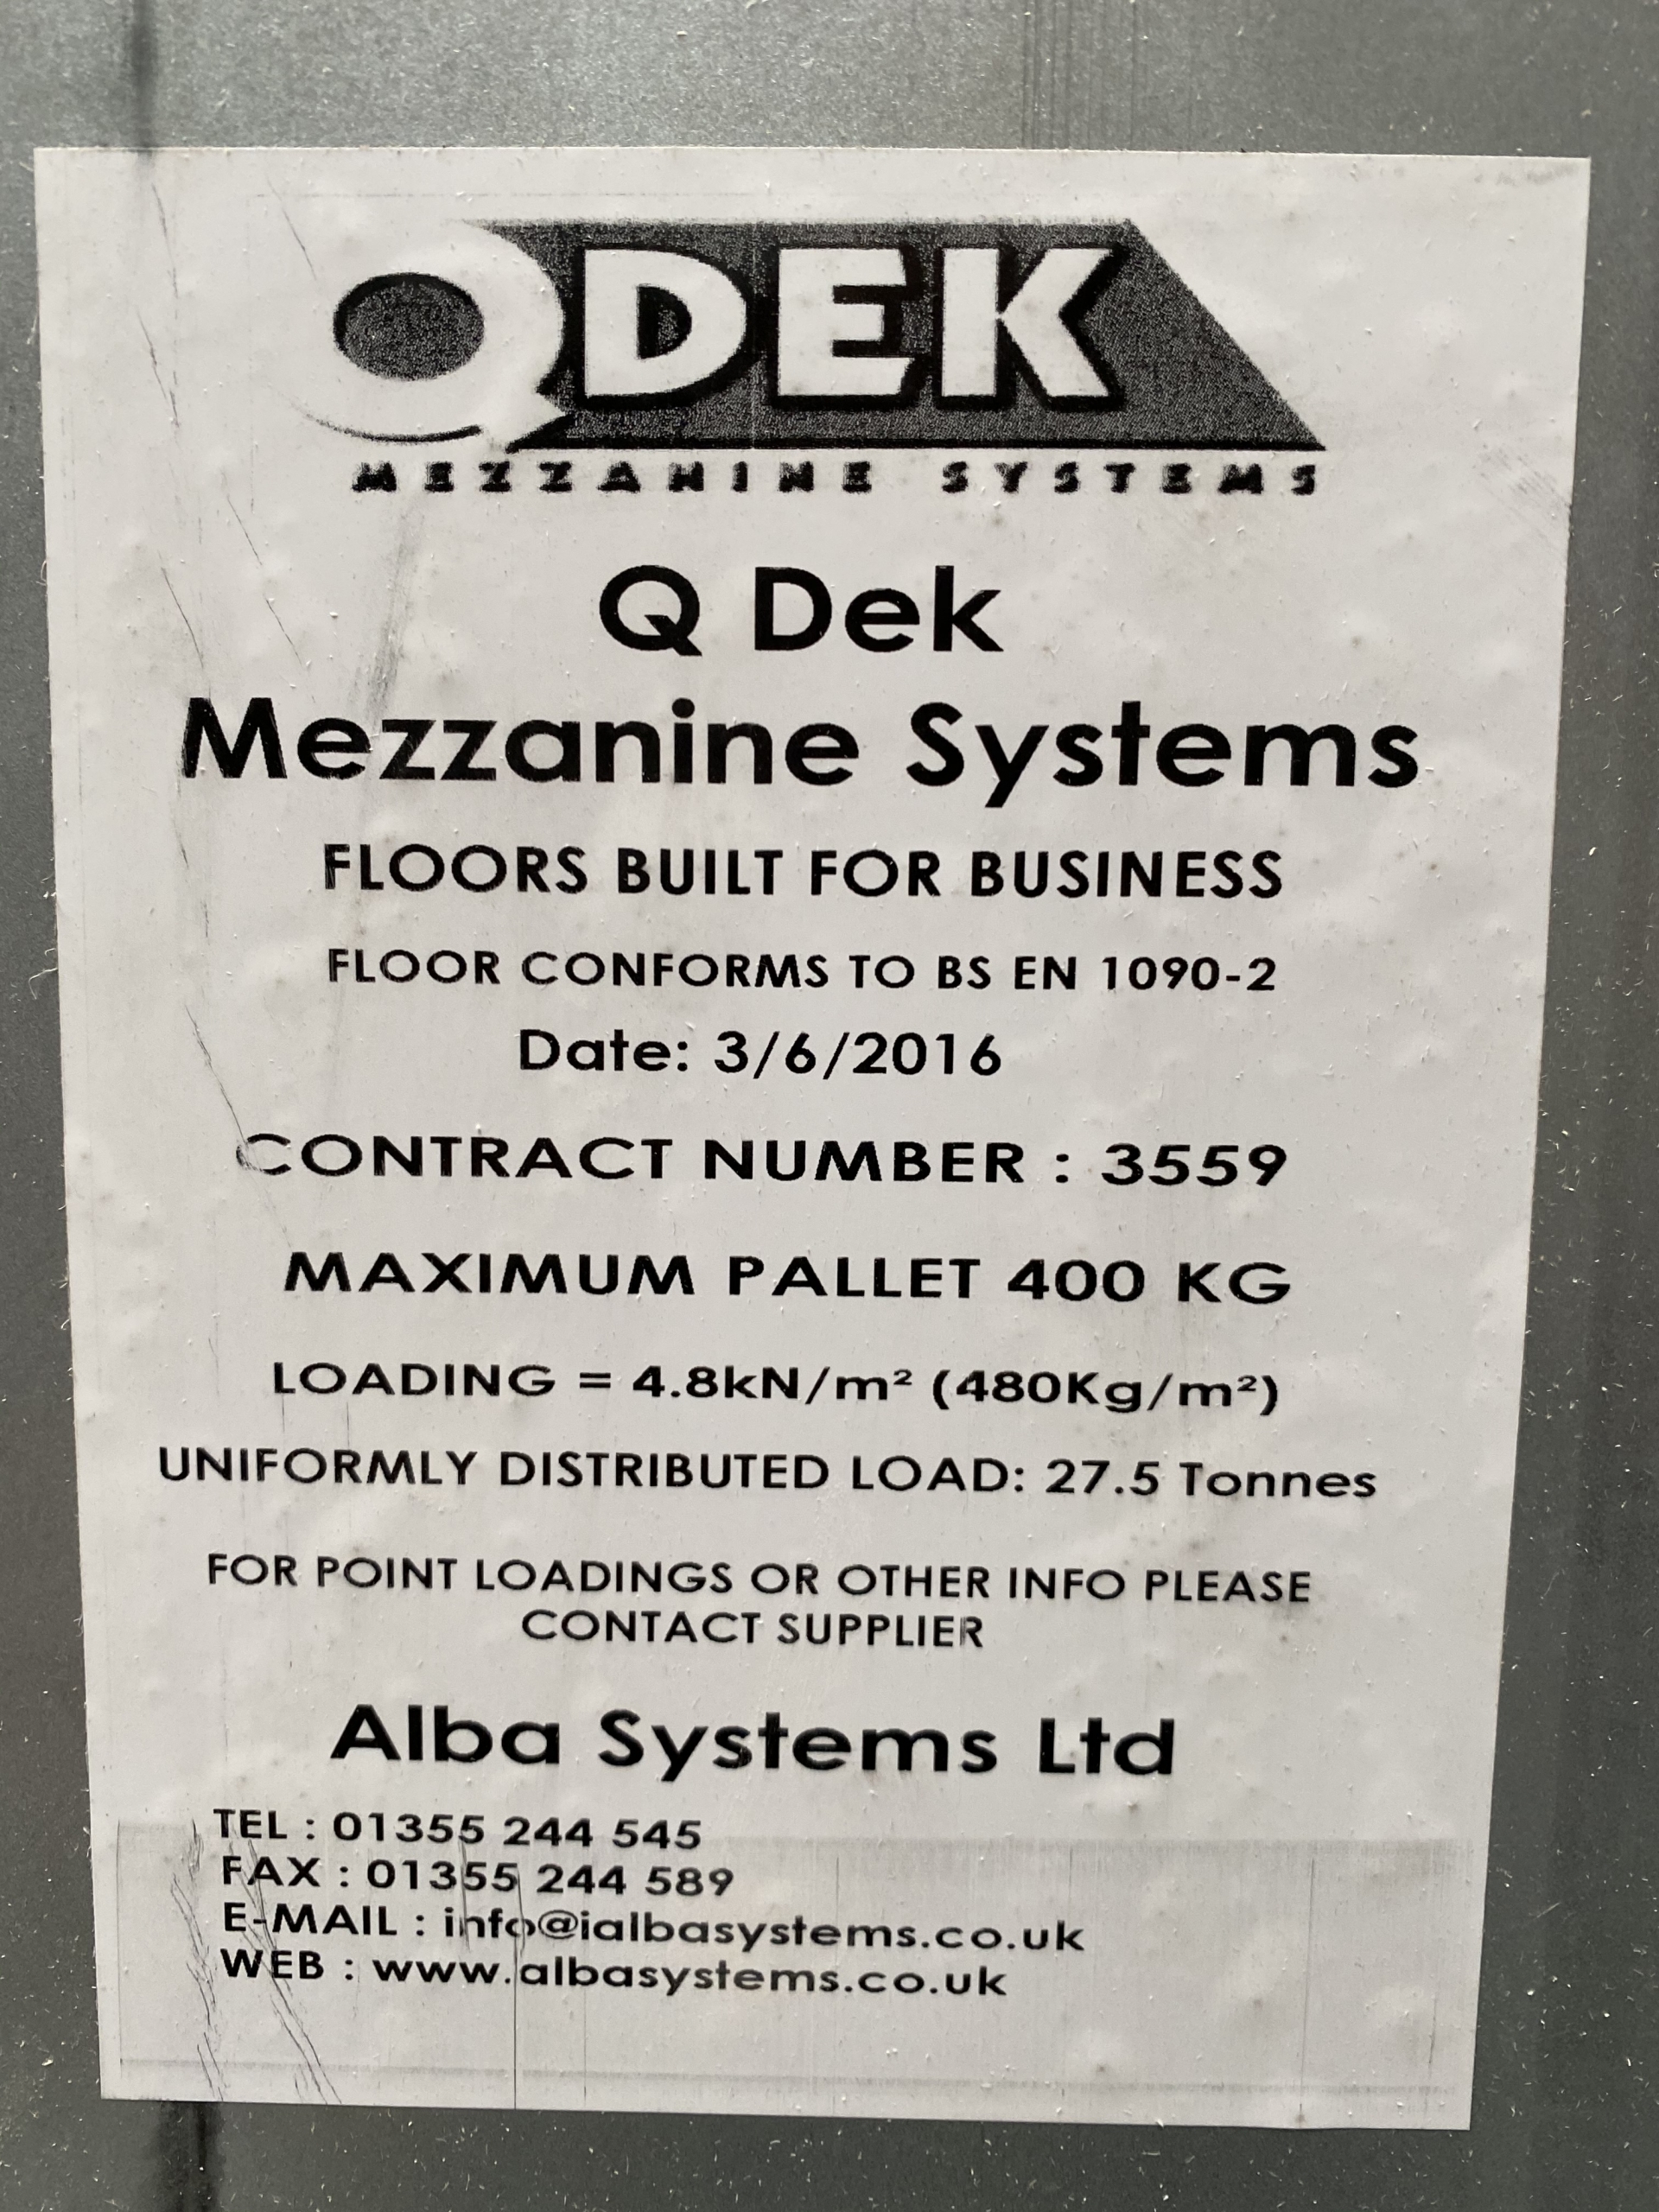 QDEK
MEZZANINE SYSTEMS
Q Dek
Mezzanine Systems
FLOORS BUILT FOR BUSINESS
FLOOR CONFORMS TO BS EN 1090-2
Date: 3/6/2016
CONTRACT NUMBER : 3559
MAXIMUM PALLET 400 KG
LOADING = 4.8kN/m² (480Kg/m²)
UNIFORMLY DISTRIBUTED LOAD: 27.5 Tonnes
FOR POINT LOADINGS OR OTHER INFO PLEASE
CONTACT SUPPLIER
Alba Systems Ltd
TEL : 01355 244 545
FAX : 01355 244 589
E-MAIL : info@ialbasystems.co.uk
WEB : www.albasystems.co.uk